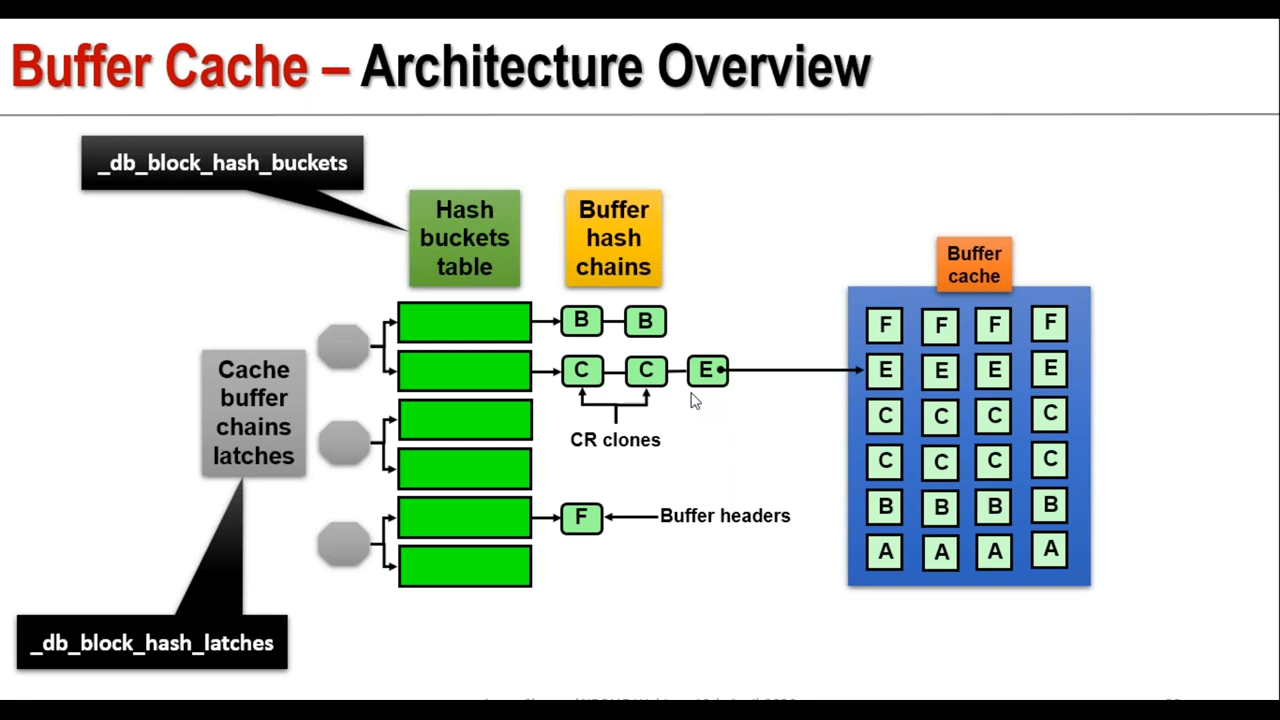 Buffer Cache – Architecture Overview
_db_block_hash_buckets
Hash
buckets
table
Buffer
hash
chains
Buffer
cache
Cache
buffer
chains
latches
B B
C C E
CR clones
F
Buffer headers
F F F F
E E E E
C C C C
C C C C
B B B B
A A A A
_db_block_hash_latches